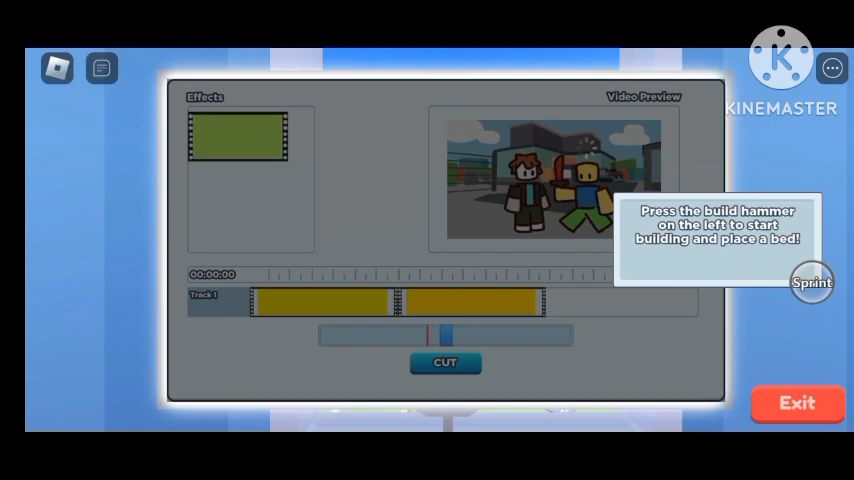 Effects
Video Preview
KINEMASTER
Press the build hammer
on the left to start
building and place a bed!
00:00:00
Sprint
Track 1
CUT
Exit